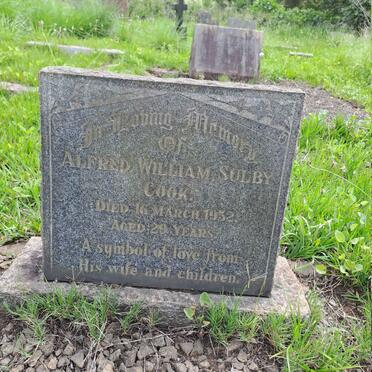 In Loving Memory
Of
ALFRED WILLIAM SULBY
COOK
DIED 16 MARCH 1932
AGED 29 YEARS
A symbol of love from
His wife and children